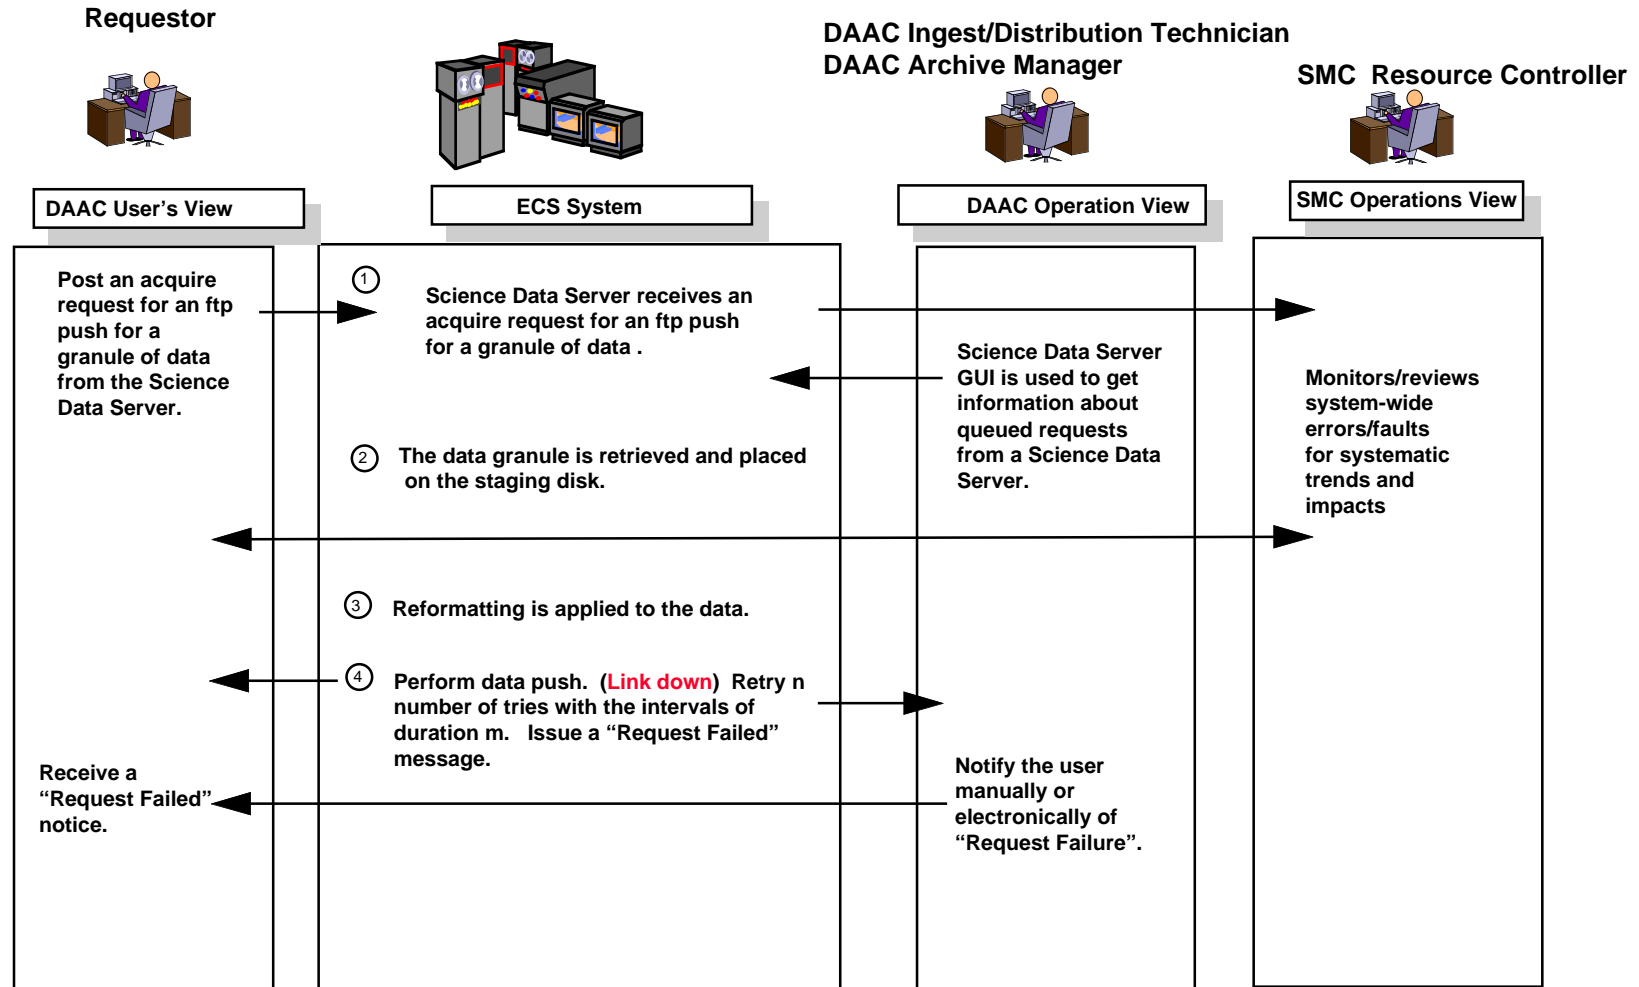 Requestor
DAAC Ingest/Distribution Technician
DAAC Archive Manager
SMC  Resource Controller
DAAC User's View
ECS System
DAAC Operation View
SMC Operations View
Post an acquire
request for an ftp
push for a
granule of data
from the Science
Data Server.
1
Science Data Server receives an
acquire request for an ftp push
for a granule of data .
Science Data Server
GUI is used to get
information about
queued requests
from a Science Data
Server.
Monitors/reviews
system-wide
errors/faults
for systematic
trends and
impacts
2
The data granule is retrieved and placed
on the staging disk.
3
Reformatting is applied to the data.
4
Perform data push.  (Link down)  Retry n
number of tries with the intervals of
duration m.   Issue a “Request Failed”
message.
Receive a
“Request Failed”
notice.
Notify the user
manually or
electronically of
“Request Failure”.